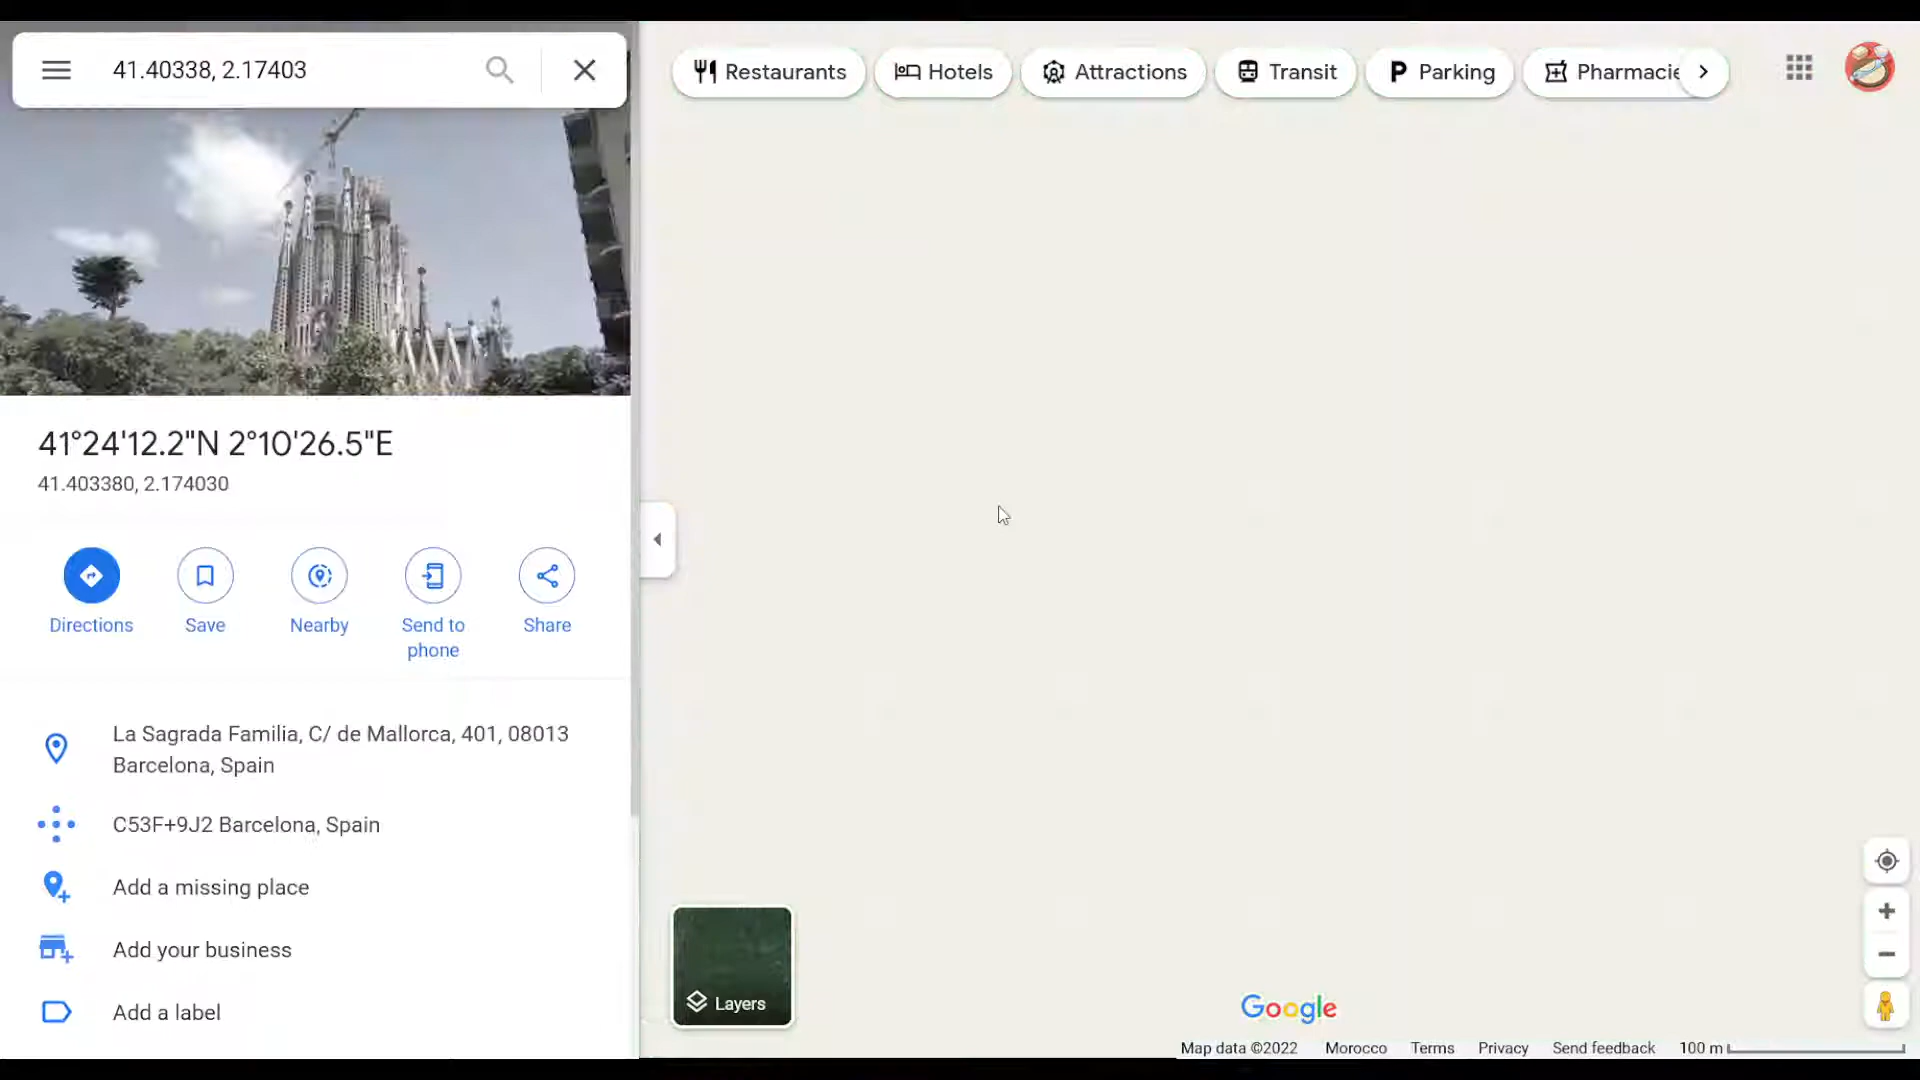 41.40338, 2.17403
Restaurants
Hotels
Attractions
Transit
P Parking
Pharmacie
41°24'12.2"N 2°10'26.5"E
41.403380, 2.174030
Directions
Save
Nearby
Send to
phone
Share
La Sagrada Familia, C/ de Mallorca, 401, 08013
Barcelona, Spain
C53F+9J2 Barcelona, Spain
Add a missing place
Add your business
Add a label
Layers
Google
Map data ©2022 Morocco Terms Privacy Send feedback 100 m